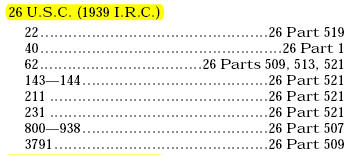 26 U.S.C. (1939 I.R.C.)
22......................................................26 Part 519
40.........................................................26 Part 1
62..................................26 Parts 509, 513, 521
143—144............................................26 Part 521
211 ....................................................26 Part 521
231 ....................................................26 Part 521
800—938............................................26 Part 507
3791...................................................26 Part 509